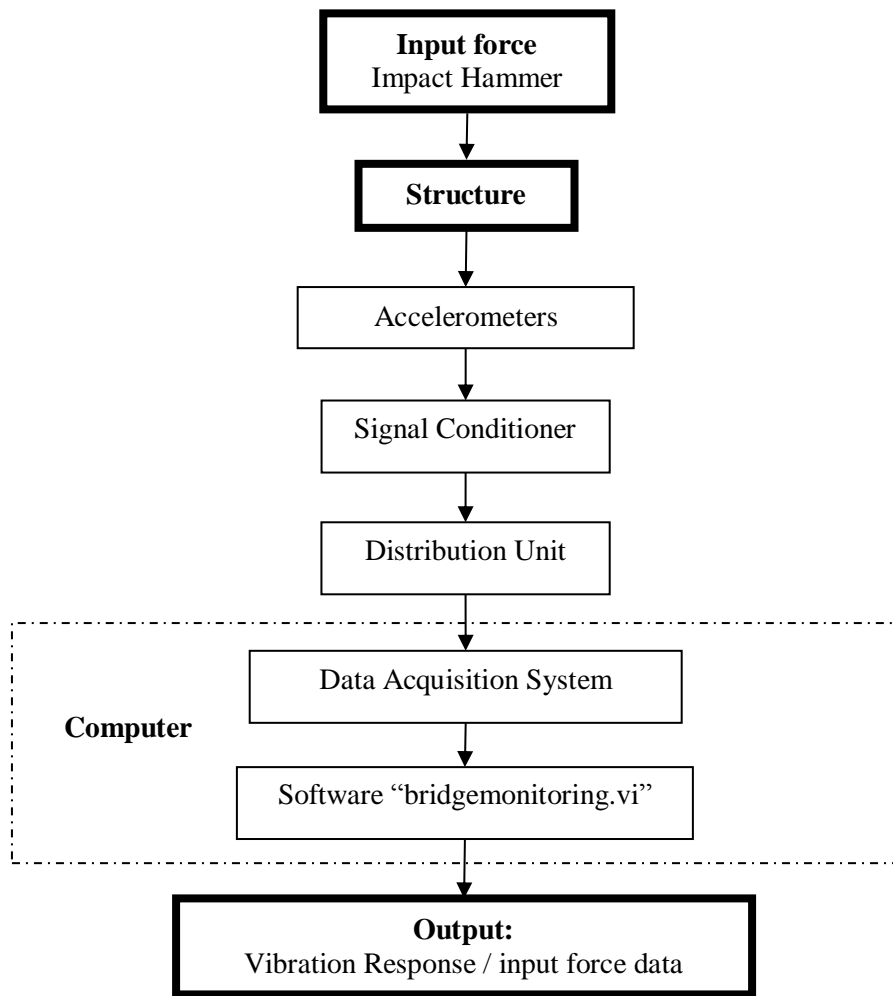 Input force
Impact Hammer
Structure
Accelerometers
Signal Conditioner
Distribution Unit
Data Acquisition System
Computer
Software “bridgemonitoring.vi”
Output:
Vibration Response / input force data